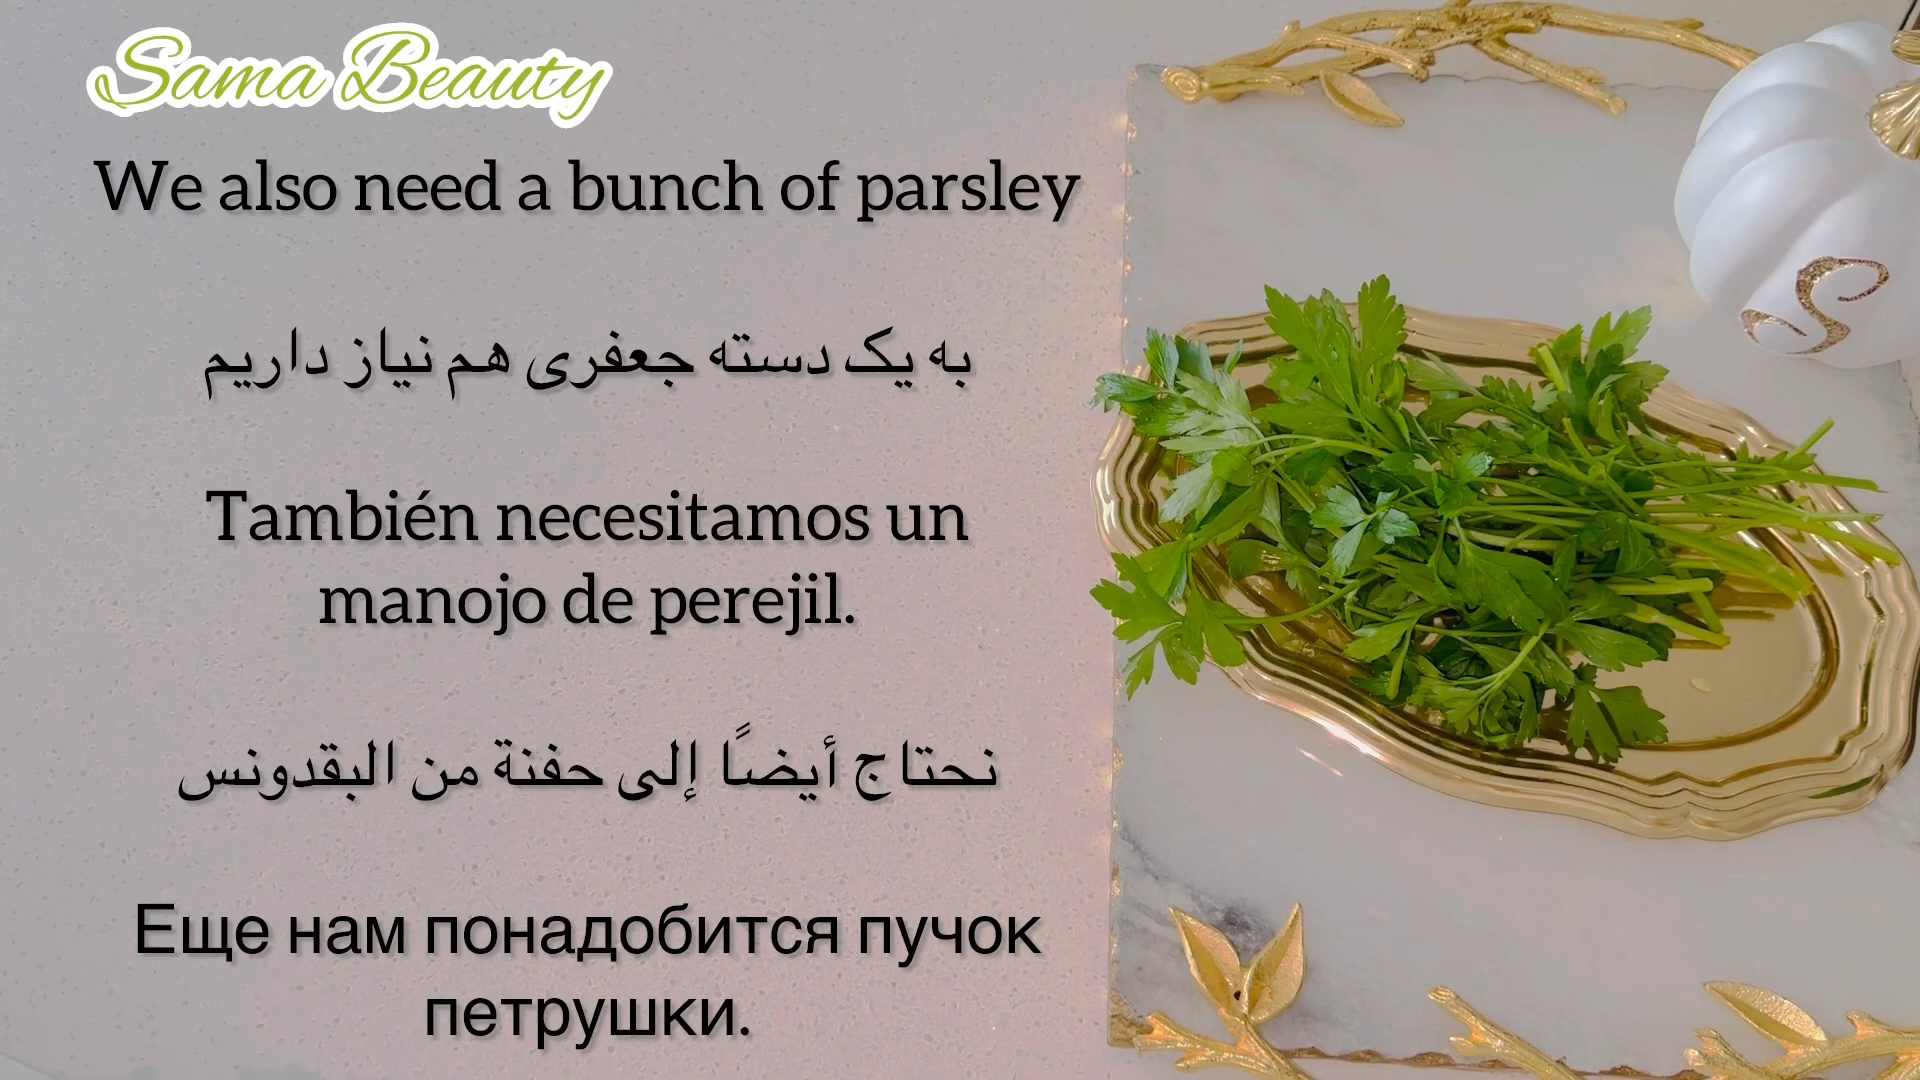 Sama Beauty
We also need a bunch of parsley
به یک دسته جعفری هم نیاز داریم
También necesitamos un
manojo de perejil.
نحتاج أيضًا إلى حفنة من البقدونس
Еще нам понадобится пучок
петрушки.
S